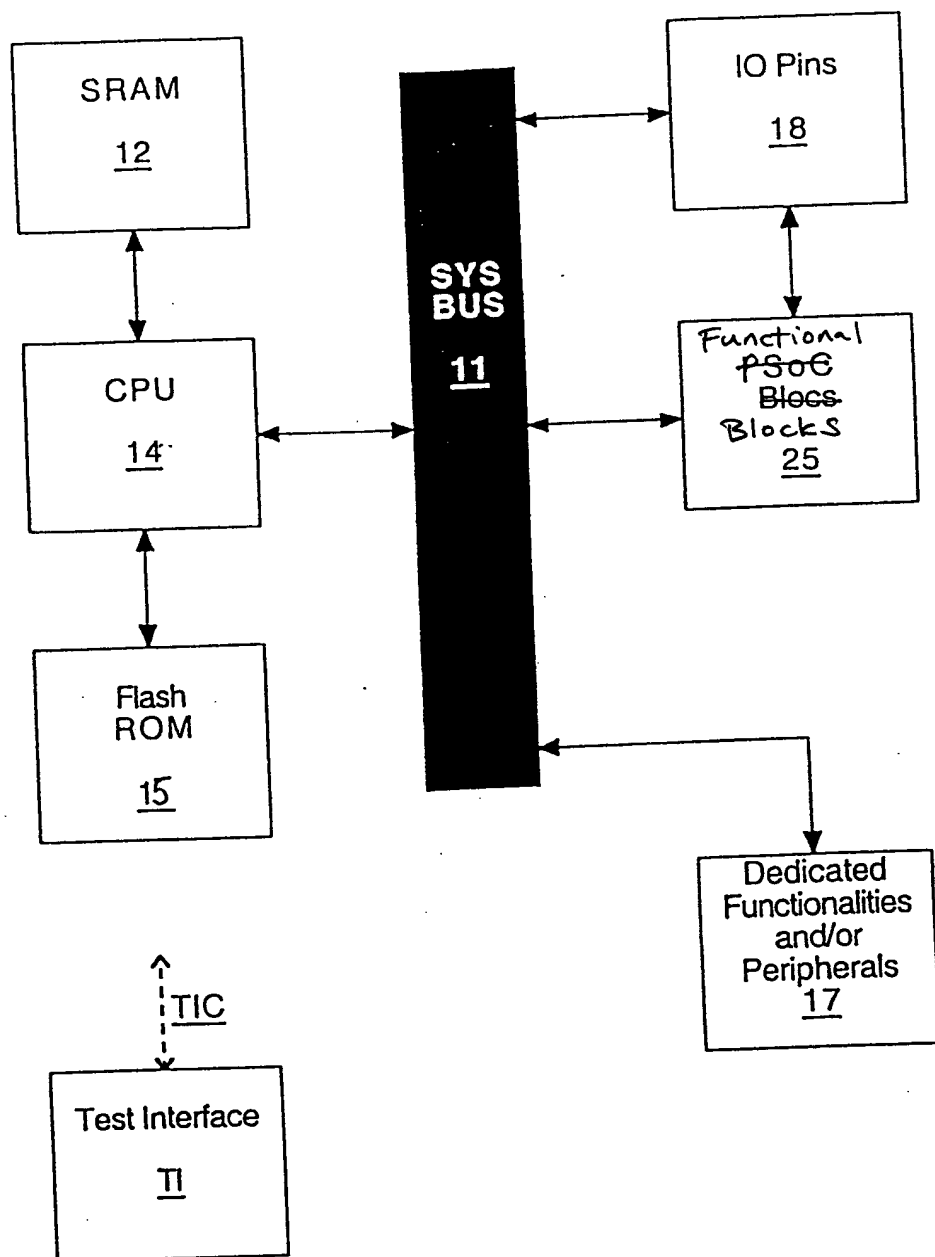 SRAM
12
IO Pins
18
SYS
BUS
11
CPU
14
Functional
PSoC
Blocs
Blocks
25
Flash
ROM
15
Dedicated
Functionalities
and/or
Peripherals
17
TIC
Test Interface
TI